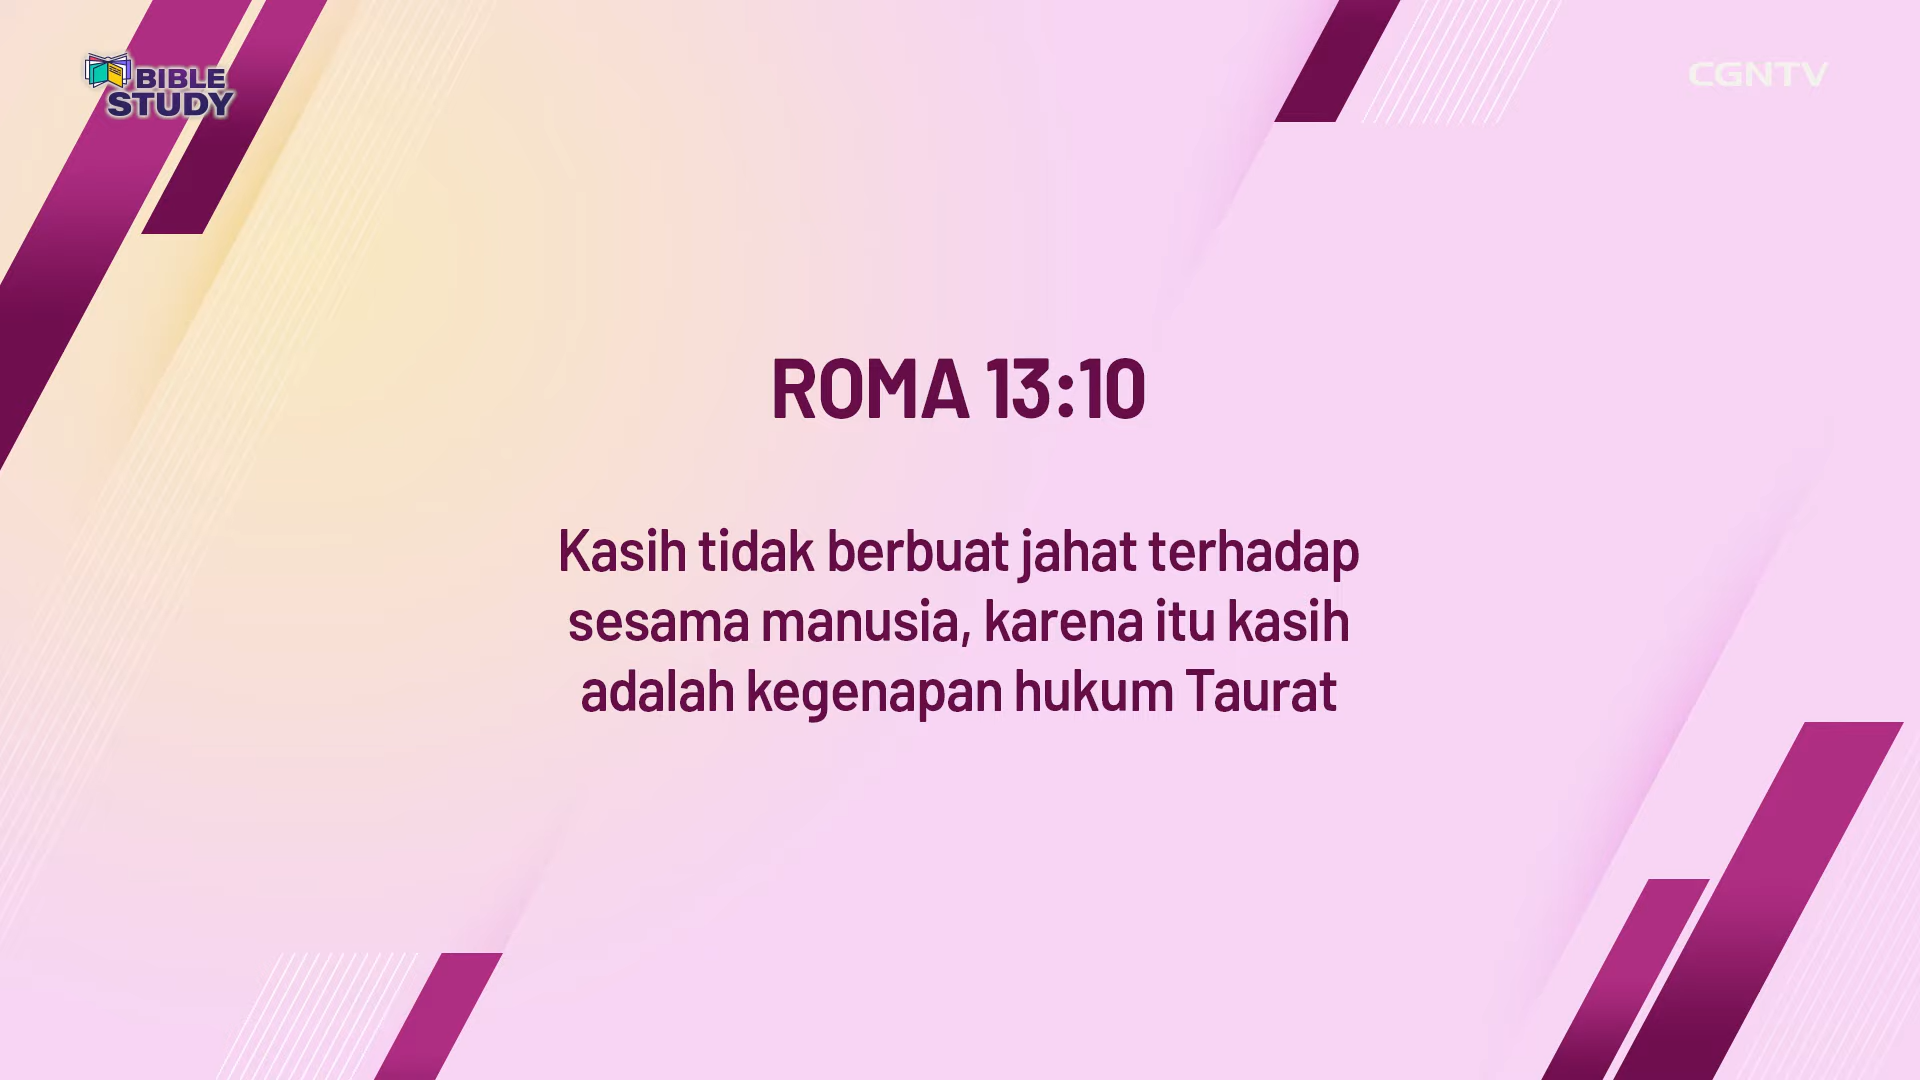 BIBLE
STUDY
CGNTV
ROMA 13:10
Kasih tidak berbuat jahat terhadap
sesama manusia, karena itu kasih
adalah kegenapan hukum Taurat